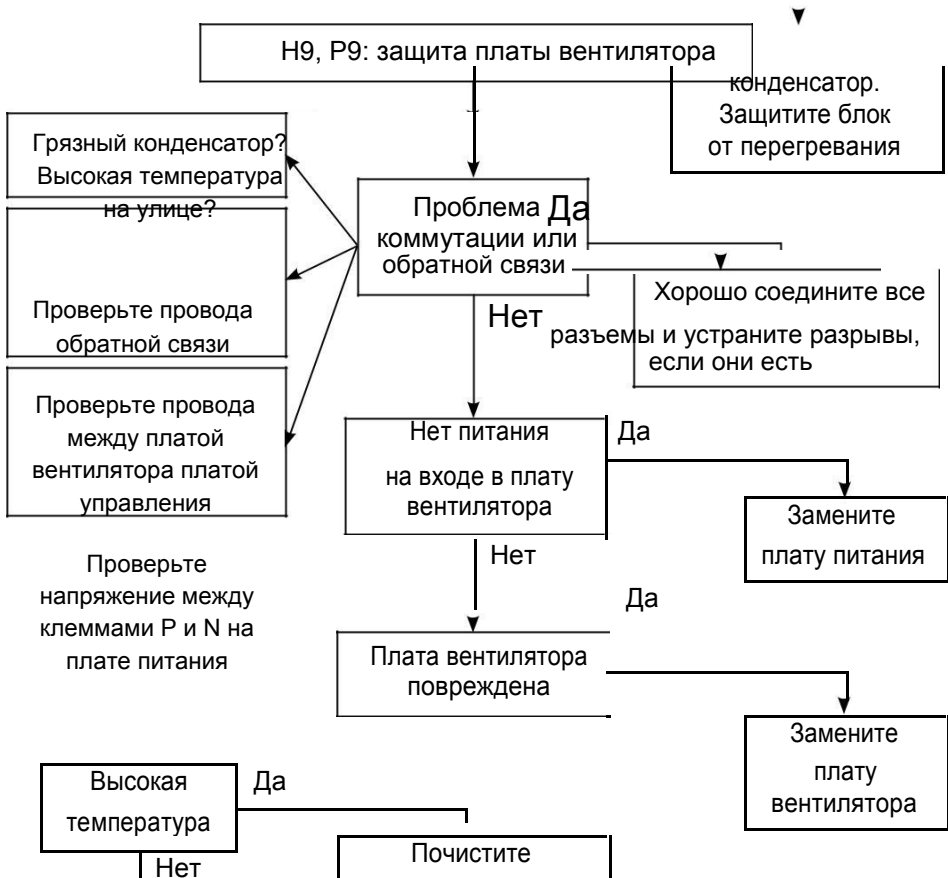 H9, P9: защита платы вентилятора
конденсатор.
Защитите блок
от перегревания
Грязный конденсатор?
Высокая температура
на улице?
Проблема
коммутации или
обратной связи
Да
Нет
Хорошо соедините все
разъемы и устраните разрывы,
если они есть
Проверьте провода
обратной связи
Проверьте провода
между платой
вентилятора платой
управления
Нет питания
на входе в плату
вентилятора
Да
Замените
плату питания
Нет
Проверьте
напряжение между
клеммами P и N на
плате питания
Да
Плата вентилятора
повреждена
Замените
плату
вентилятора
Высокая
температура
Да
Нет
Почистите